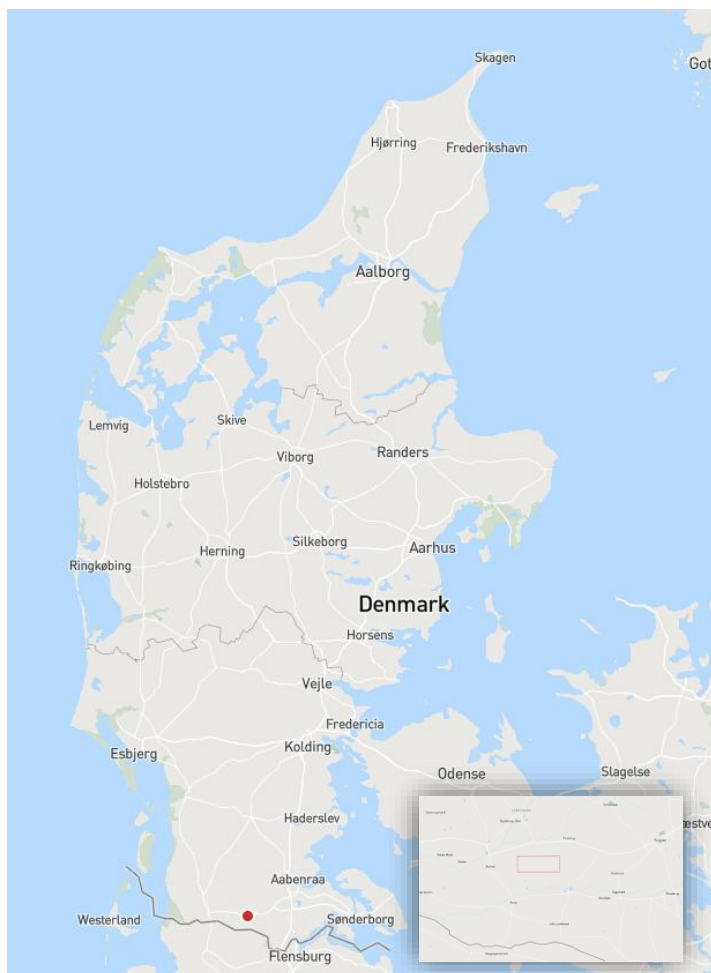 Skagen
Got
Hjørring
Frederikshavn
Aalborg
Lemvig
Skive
Viborg
Randers
Holstebro
Silkeborg
Aarhus
Herning
Ringkøbing
Denmark
Horsens
Vejle
Fredericia
Esbjerg
Kolding
Odense
Slagelse
Haderslev
æstve
Aabenraa
Westerland
Sønderborg
Flensburg